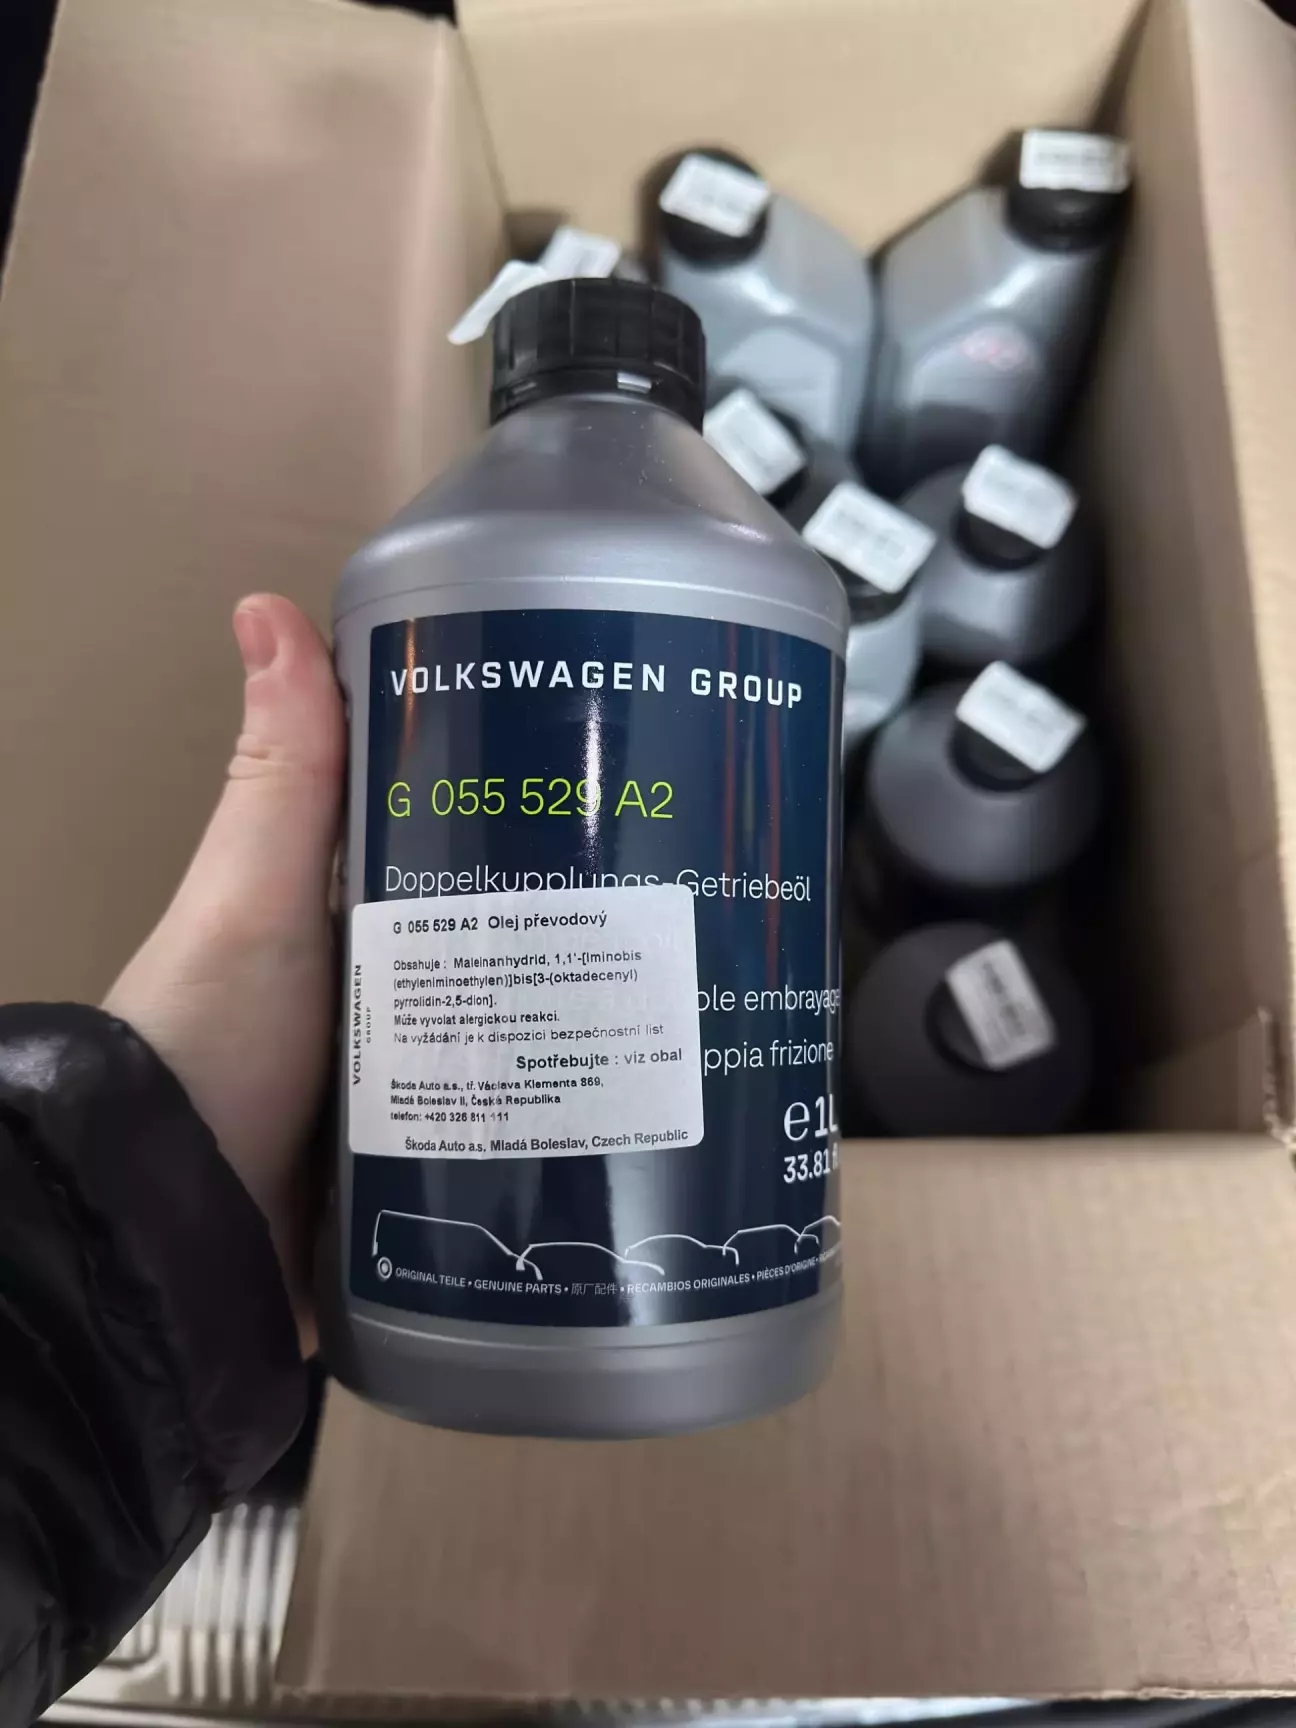 VOLKSWAGEN GROUP
G 055 529 A2
Doppelkupplungs-Getriebeöl
G 055 529 A2 Olej převodový
Obsahuje : Maleinanhydrid, 1,1'-[Iminobis
(ethyleniminoethylen)]bis[3-(oktadecenyl)
pyrrolidin-2,5-dion].
Může vyvolat alergickou reakci.
Na vyžádání je k dispozici bezpečnostní list
Spotřebujte : viz obal
Škoda Auto a.s., tř. Václava Klementa 869,
Mladá Boleslav II, Česká Republika
telefon: +420 326 811 111
Škoda Auto a.s. Mladá Boleslav, Czech Republic
VOLKSWAGEN
GROUP
ble embrayage
ppia frizione
e 1L
33.81 fl
ORIGINAL TEILE • GENUINE PARTS • 原厂配件 • RECAMBIOS ORIGINALES • PIÈCES D'ORIGINE •